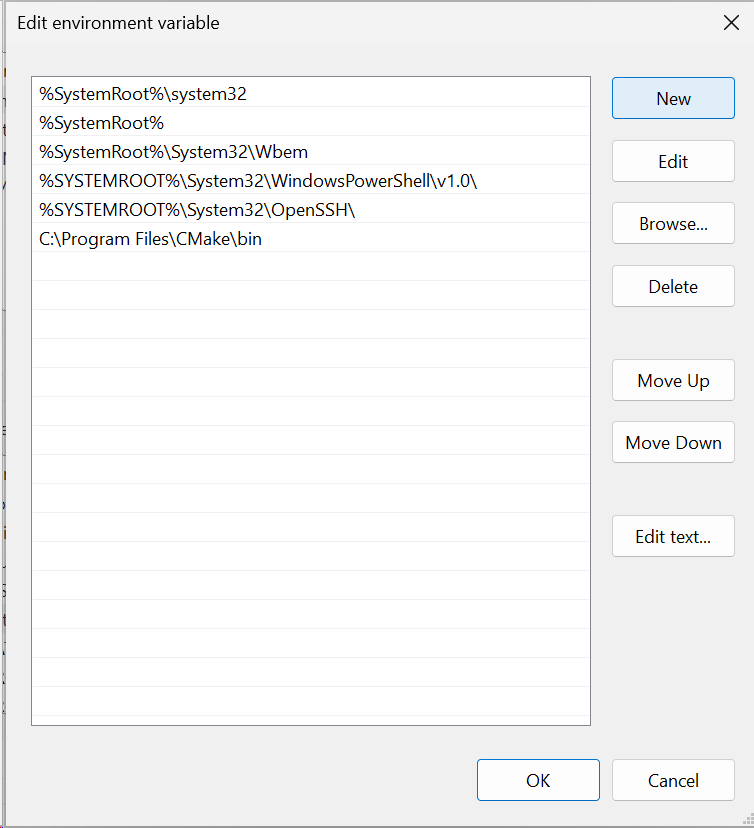 Edit environment variable
%SystemRoot%\system32
%SystemRoot%
%SystemRoot%\System32\Wbem
%SYSTEMROOT%\System32\WindowsPowerShell\v1.0\
%SYSTEMROOT%\System32\OpenSSH\
C:\Program Files\CMake\bin
New
Edit
Browse...
Delete
Move Up
Move Down
Edit text...
OK
Cancel